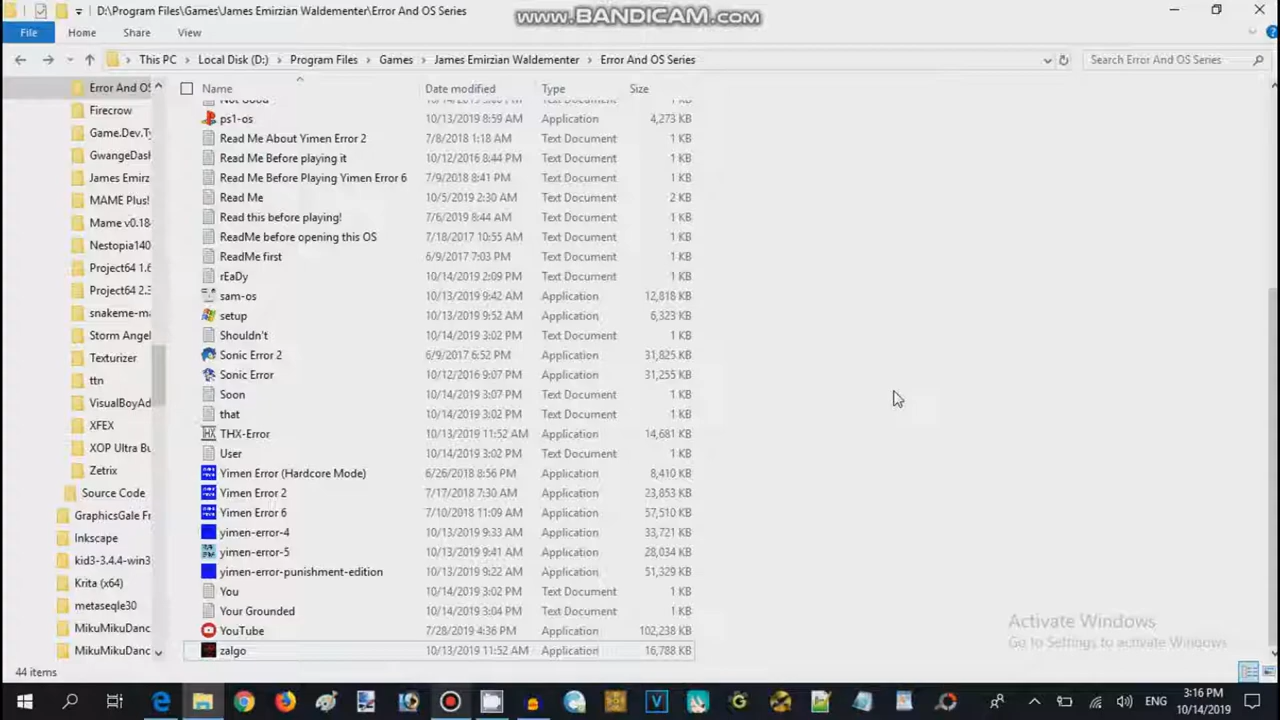 D:\Program Files\Games\James Emirzian Waldementer\Error And OS Series
www.BANDICAM.com
File Home Share View
This PC Local Disk (D:) Program Files Games James Emirzian Waldementer Error And OS Series Search Error And OS Series
Error And OS
Firecrow
Game.Dev.Ty
GwangeDash
James Emirz
MAME Plus!
Mame v0.18
Nestopia140
Project64 1.6
Project64 2.3
snakeme-ma
Storm Angel
Texturizer
ttn
VisualBoyAd
XFEX
XOP Ultra Bu
Zetrix
Source Code
GraphicsGale Fr
Inkscape
kid3-3.4.4-win3
Krita (x64)
metaseqle30
MikuMikuDanc
MikuMikuDanc
Name Date modified Type Size
Not Good 1 KB
ps1-os 10/13/2019 8:59 AM Application 4,273 KB
Read Me About Yimen Error 2 7/8/2018 1:18 AM Text Document 1 KB
Read Me Before playing it 10/12/2016 8:44 PM Text Document 1 KB
Read Me Before Playing Yimen Error 6 7/9/2018 8:41 PM Text Document 1 KB
Read Me 10/5/2019 2:30 AM Text Document 2 KB
Read this before playing! 7/6/2019 8:44 AM Text Document 1 KB
ReadMe before opening this OS 7/18/2017 10:55 AM Text Document 1 KB
ReadMe first 6/9/2017 7:03 PM Text Document 1 KB
rEaDy 10/14/2019 2:09 PM Text Document 1 KB
sam-os 10/13/2019 9:42 AM Application 12,818 KB
setup 10/13/2019 9:52 AM Application 6,323 KB
Shouldn't 10/14/2019 3:02 PM Text Document 1 KB
Sonic Error 2 6/9/2017 6:52 PM Application 31,825 KB
Sonic Error 10/12/2016 9:07 PM Application 31,255 KB
Soon 10/14/2019 3:07 PM Text Document 1 KB
that 10/14/2019 3:02 PM Text Document 1 KB
THX-Error 10/13/2019 11:52 AM Application 14,681 KB
User 10/14/2019 3:02 PM Text Document 1 KB
Yimen Error (Hardcore Mode) 6/26/2018 8:56 PM Application 8,410 KB
Yimen Error 2 7/17/2018 7:30 AM Application 23,853 KB
Yimen Error 6 7/10/2018 11:09 AM Application 57,510 KB
yimen-error-4 10/13/2019 9:33 AM Application 33,721 KB
yimen-error-5 10/13/2019 9:41 AM Application 28,034 KB
yimen-error-punishment-edition 10/13/2019 9:22 AM Application 51,329 KB
You 10/14/2019 3:02 PM Text Document 1 KB
Your Grounded 10/14/2019 3:04 PM Text Document 1 KB
YouTube 7/28/2019 4:36 PM Application 102,238 KB
zalgo 10/13/2019 11:52 AM Application 16,788 KB
Activate Windows
Go to Settings to activate Windows.
44 items
ENG
3:16 PM
10/14/2019